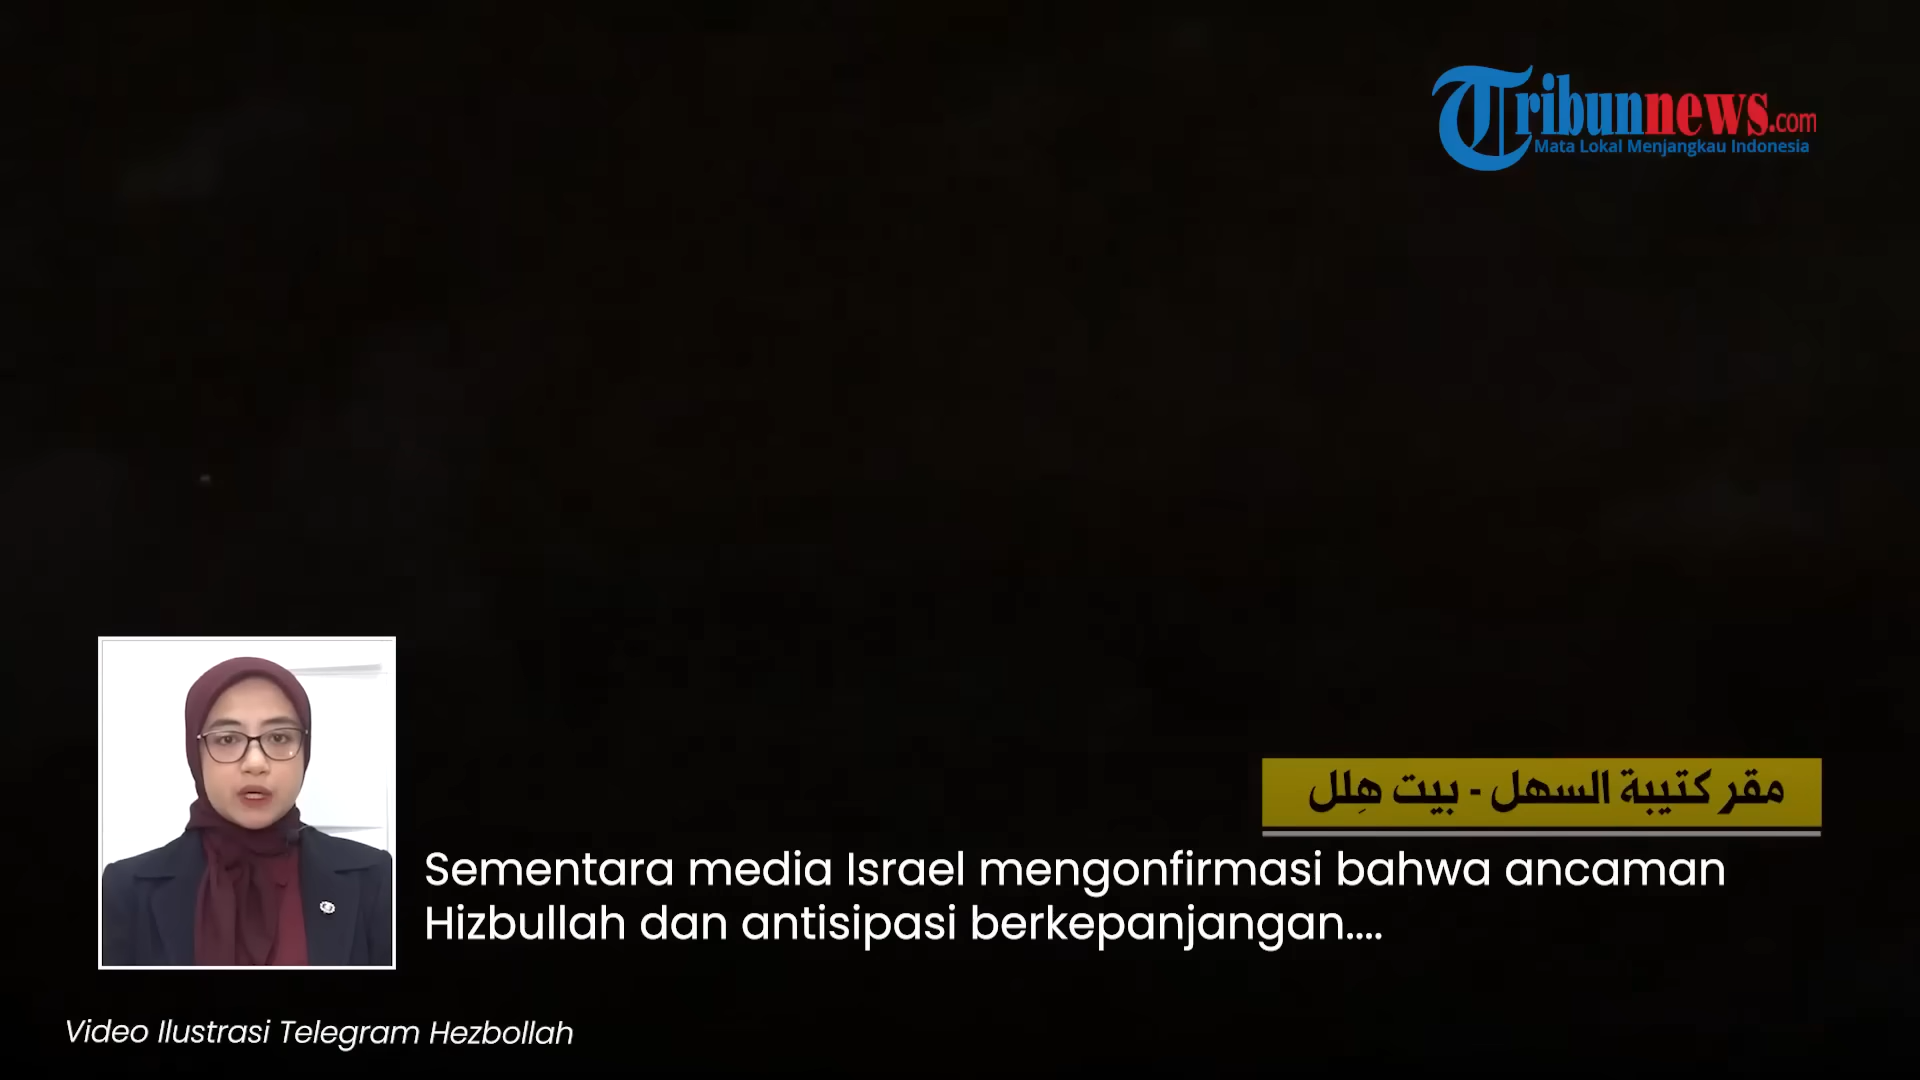 Tribunnews.com
Mata Lokal Menjangkau Indonesia
مقر كتيبة السهل - بيت هِلل
Sementara media Israel mengonfirmasi bahwa ancaman
Hizbullah dan antisipasi berkepanjangan....
Video Ilustrasi Telegram Hezbollah